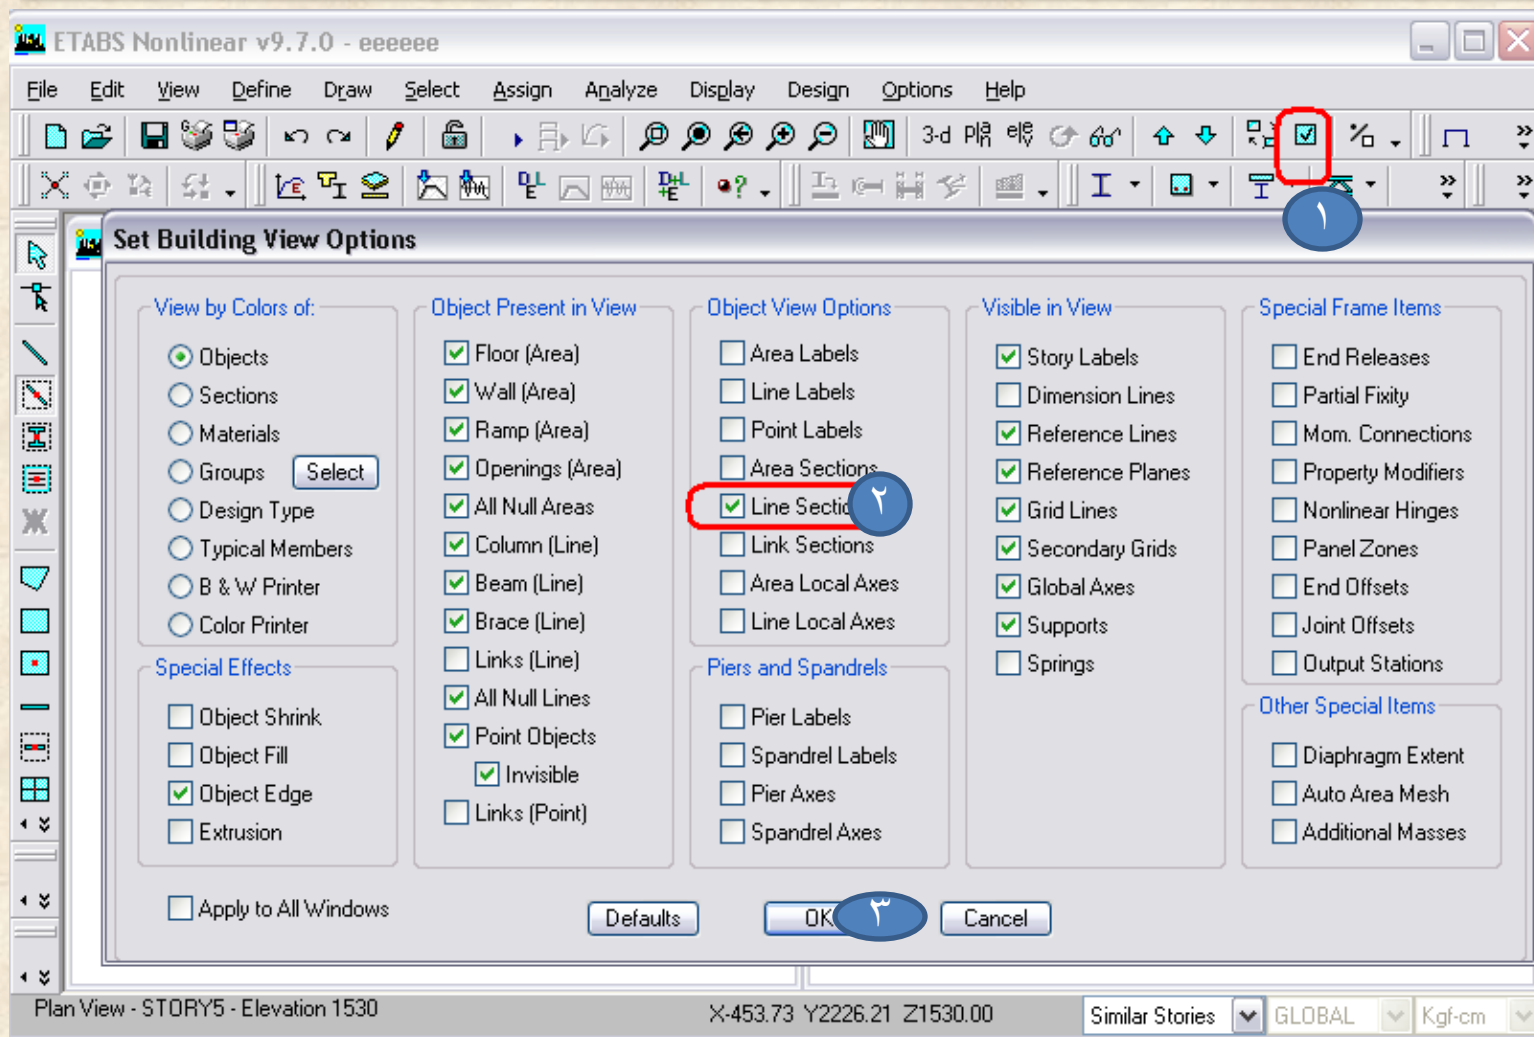 ETABS Nonlinear v9.7.0 - eeeeee
File Edit View Define Draw Select Assign Analyze Display Design Options Help
3-d
١
Set Building View Options
View by Colors of:
Objects
Sections
Materials
Groups Select
Design Type
Typical Members
B & W Printer
Color Printer
Special Effects
Object Shrink
Object Fill
Object Edge
Extrusion
Object Present in View
Floor (Area)
Wall (Area)
Ramp (Area)
Openings (Area)
All Null Areas
Column (Line)
Beam (Line)
Brace (Line)
Links (Line)
All Null Lines
Point Objects
Invisible
Links (Point)
Object View Options
Area Labels
Line Labels
Point Labels
Area Sections
Line Secti ٢
Link Sections
Area Local Axes
Line Local Axes
Piers and Spandrels
Pier Labels
Spandrel Labels
Pier Axes
Spandrel Axes
Visible in View
Story Labels
Dimension Lines
Reference Lines
Reference Planes
Grid Lines
Secondary Grids
Global Axes
Supports
Springs
Special Frame Items
End Releases
Partial Fixity
Mom. Connections
Property Modifiers
Nonlinear Hinges
Panel Zones
End Offsets
Joint Offsets
Output Stations
Other Special Items
Diaphragm Extent
Auto Area Mesh
Additional Masses
Apply to All Windows
Defaults OK ٣ Cancel
Plan View - STORY5 - Elevation 1530 X-453.73 Y2226.21 Z1530.00 Similar Stories GLOBAL Kgf-cm